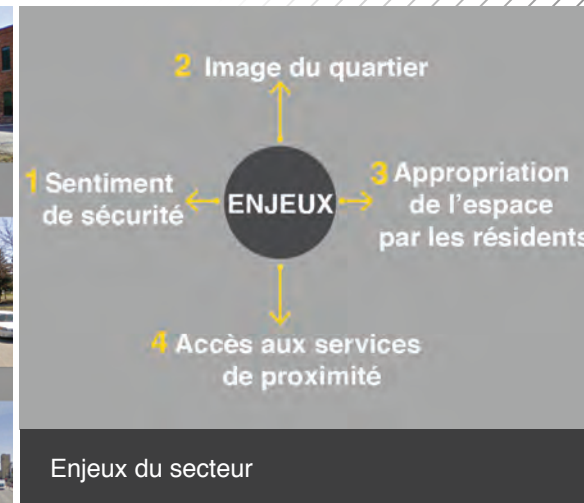 2 Image du quartier
1 Sentiment
de sécurité
ENJEUX
3 Appropriation
de l'espace
par les résidents
4 Accès aux services
de proximité
Enjeux du secteur